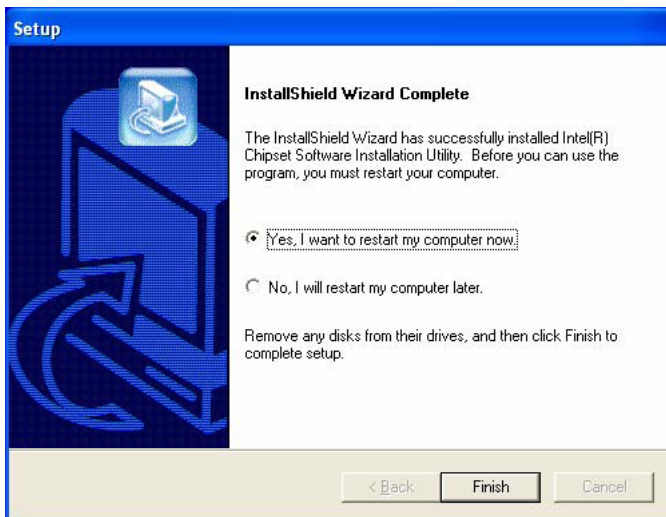 Setup
InstallShield Wizard Complete
The InstallShield Wizard has successfully installed Intel(R)
Chipset Software Installation Utility. Before you can use the
program, you must restart your computer.
Yes, I want to restart my computer now.
No, I will restart my computer later.
Remove any disks from their drives, and then click Finish to
complete setup.
< Back
Finish
Cancel